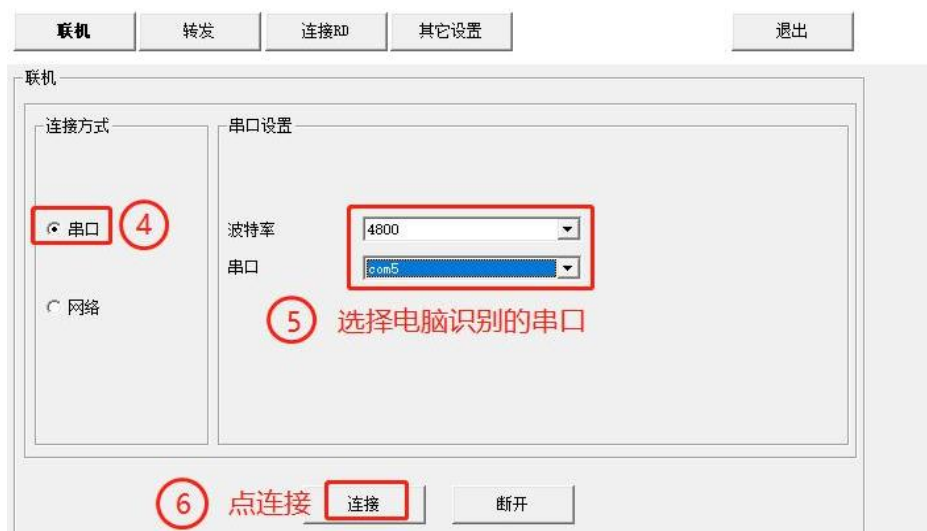 联机 转发 连接RD 其它设置 退出
联机
连接方式 串口设置
串口 ④ 波特率 4800
串口 com5
网络 ⑤ 选择电脑识别的串口
⑥ 点连接 连接 断开